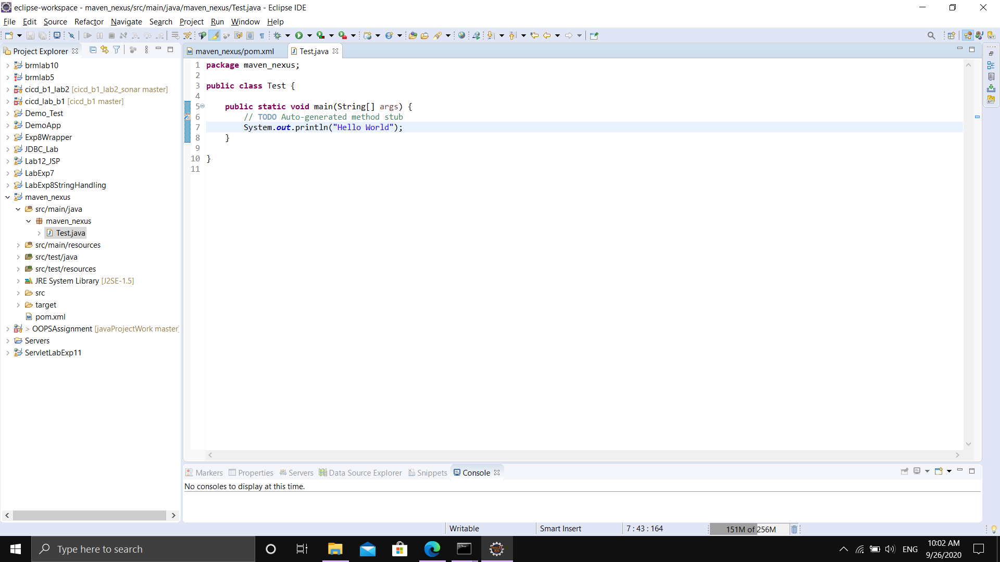 eclipse-workspace - maven_nexus/src/main/java/maven_nexus/Test.java - Eclipse IDE
File Edit Source Refactor Navigate Search Project Run Window Help
Project Explorer
brmlab10
brmlab5
cicd_b1_lab2 [cicd_b1_lab2_sonar master]
cicd_lab_b1 [cicd_b1 master]
Demo_Test
DemoApp
Exp8Wrapper
JDBC_Lab
Lab12_JSP
LabExp7
LabExp8StringHandling
maven_nexus
src/main/java
maven_nexus
Test.java
src/main/resources
src/test/java
src/test/resources
JRE System Library [J2SE-1.5]
src
target
pom.xml
> OOPSAssignment [javaProjectWork master]
Servers
ServletLabExp11
maven_nexus/pom.xml Test.java
1 package maven_nexus;
2
3 public class Test {
4
5 public static void main(String[] args) {
6 // TODO Auto-generated method stub
7 System.out.println("Hello World");
8 }
9
10 }
11
Markers Properties Servers Data Source Explorer Snippets Console
No consoles to display at this time.
Writable Smart Insert 7 : 43 : 164 151M of 256M
Type here to search
ENG
10:02 AM
9/26/2020